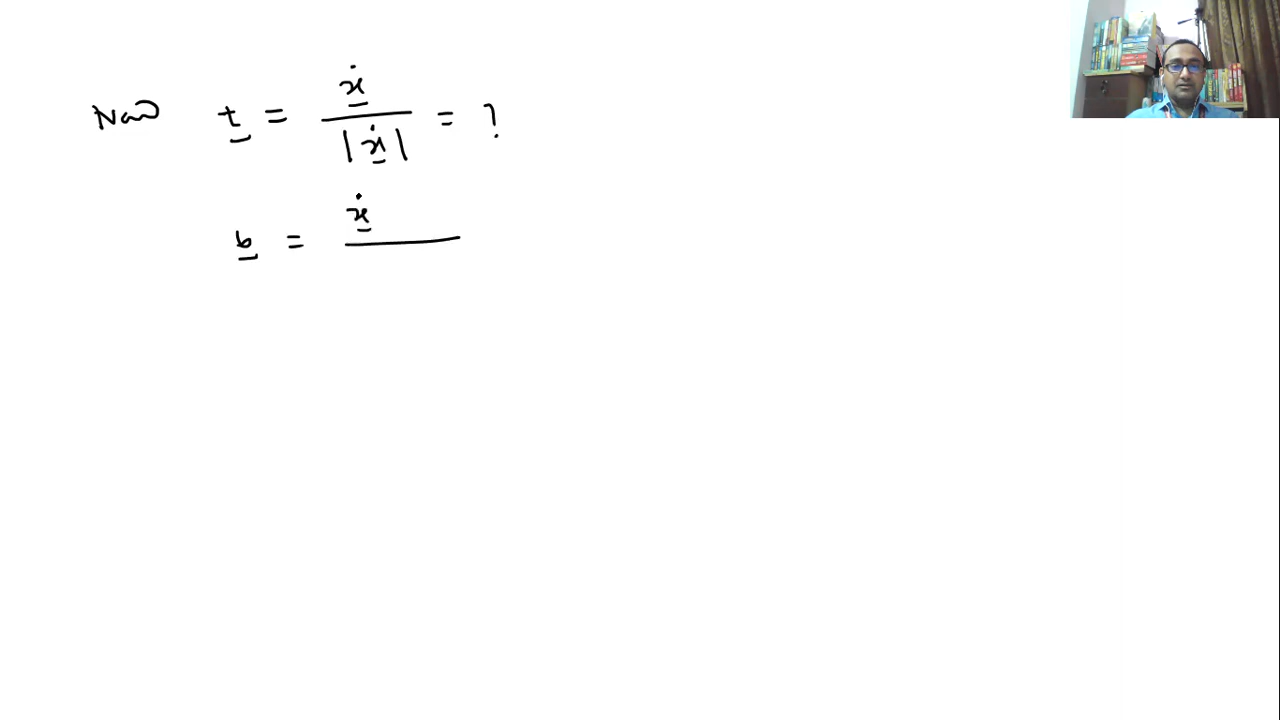 Now t = ẋ / |ẋ| = ?
b = ẋ